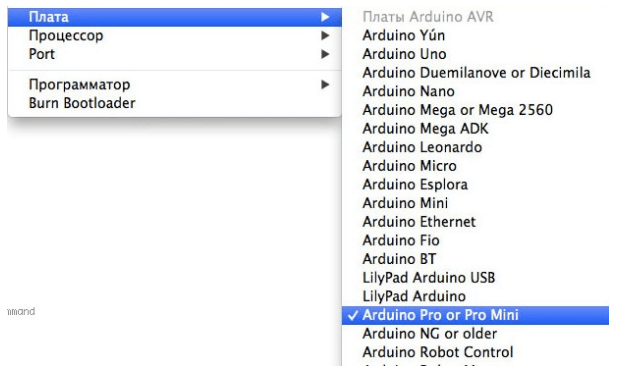 Плата
Процессор
Port
Программатор
Burn Bootloader
Платы Arduino AVR
Arduino Yún
Arduino Uno
Arduino Duemilanove or Diecimila
Arduino Nano
Arduino Mega or Mega 2560
Arduino Mega ADK
Arduino Leonardo
Arduino Micro
Arduino Esplora
Arduino Mini
Arduino Ethernet
Arduino Fio
Arduino BT
LilyPad Arduino USB
LilyPad Arduino
✓ Arduino Pro or Pro Mini
Arduino NG or older
Arduino Robot Control